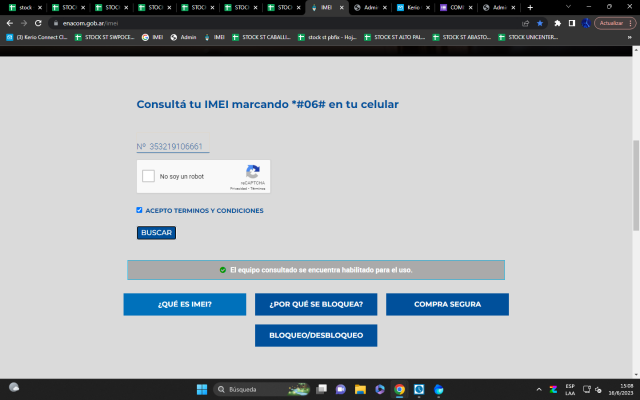 stock
STOC
STOC
STOC
STOC
STOC
STOCK
IMEI
Admin
Kerio
COMI
Admin
enacom.gob.ar/imei
Actualizar
(3) Kerio Connect Cl...
STOCK ST SWPOCE...
IMEI
Admin
IMEI
STOCK ST CABALLI...
stock st pbfix - Hoj...
STOCK ST ALTO PAL...
STOCK ST ABASTO...
STOCK UNICENTER...
Consultá tu IMEI marcando *#06# en tu celular
Nº 353219106661
No soy un robot
reCAPTCHA
Privacidad - Términos
ACEPTO TERMINOS Y CONDICIONES
BUSCAR
El equipo consultado se encuentra habilitado para el uso.
¿QUÉ ES IMEI?
¿POR QUÉ SE BLOQUEA?
COMPRA SEGURA
BLOQUEO/DESBLOQUEO
Búsqueda
ESP
LAA
15:08
16/6/2023